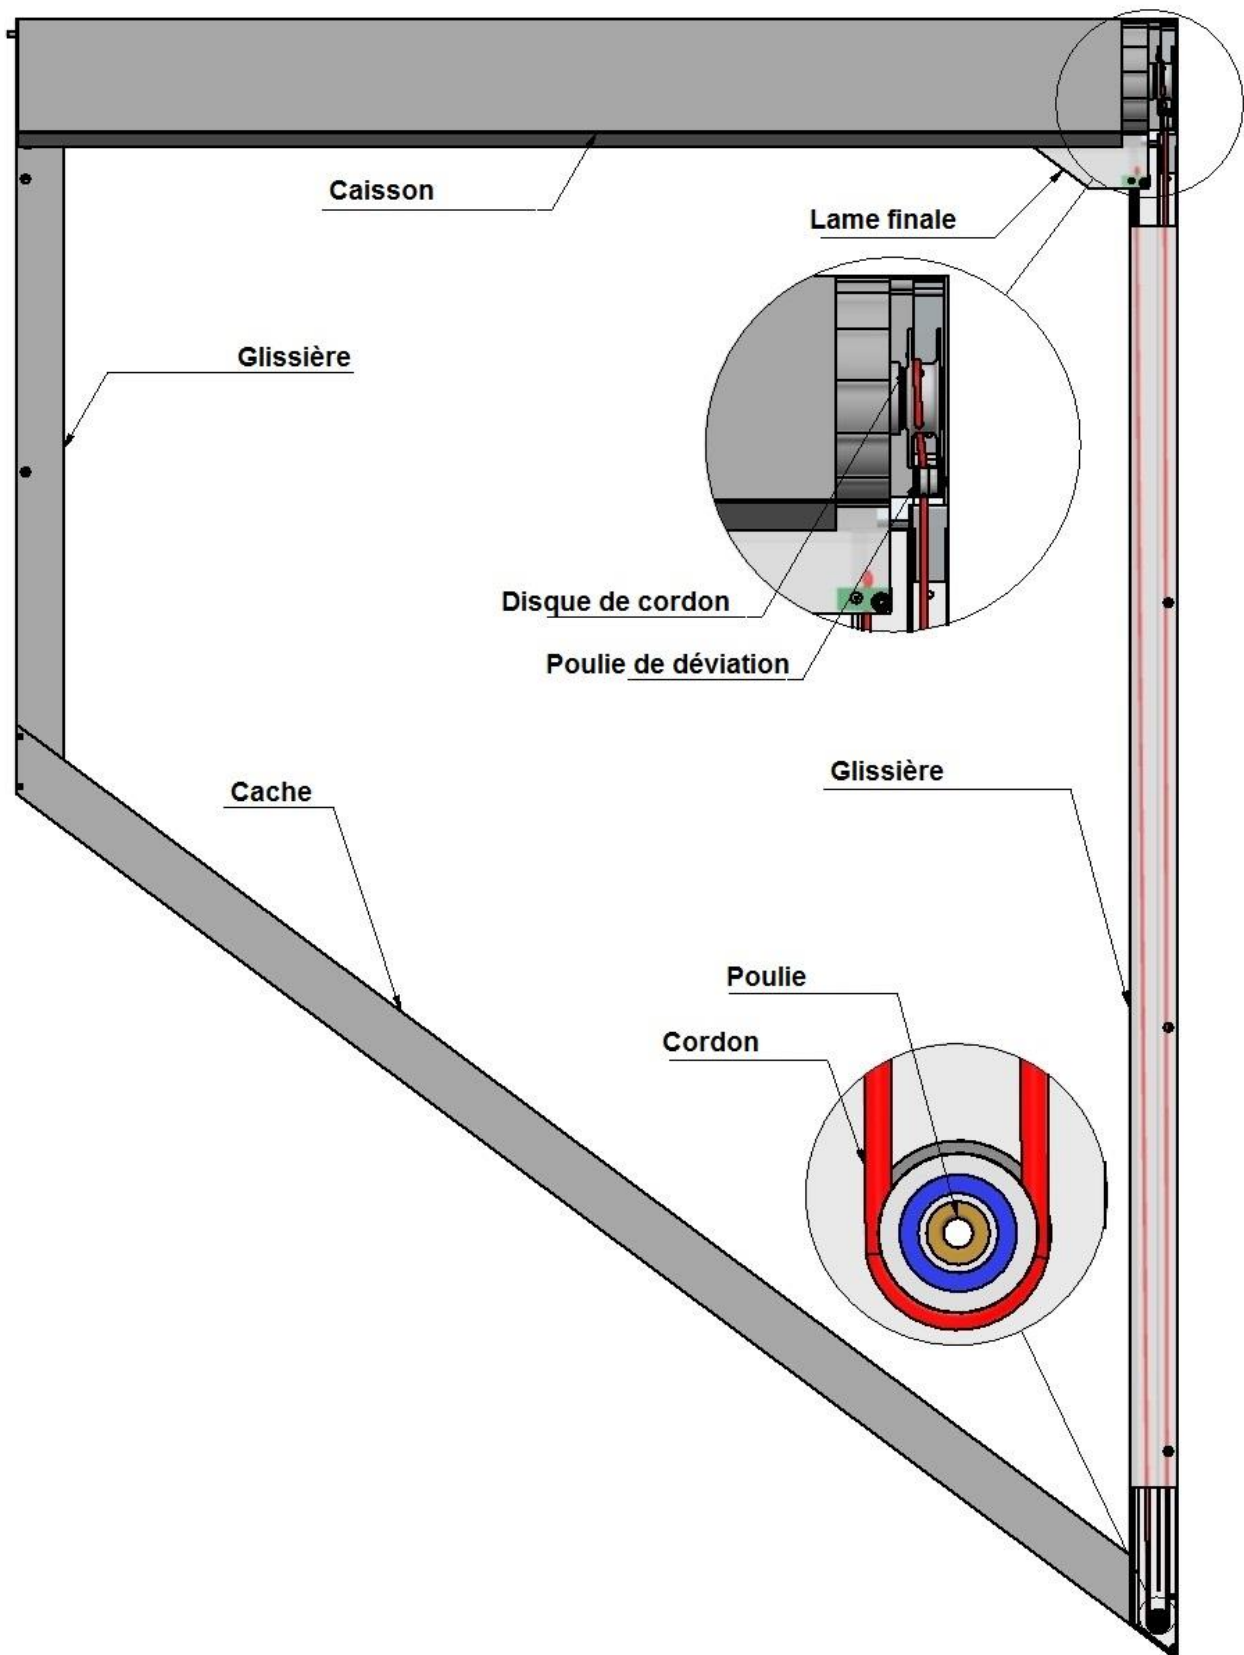 Caisson
Lame finale
Glissière
Disque de cordon
Poulie de déviation
Glissière
Cache
Poulie
Cordon